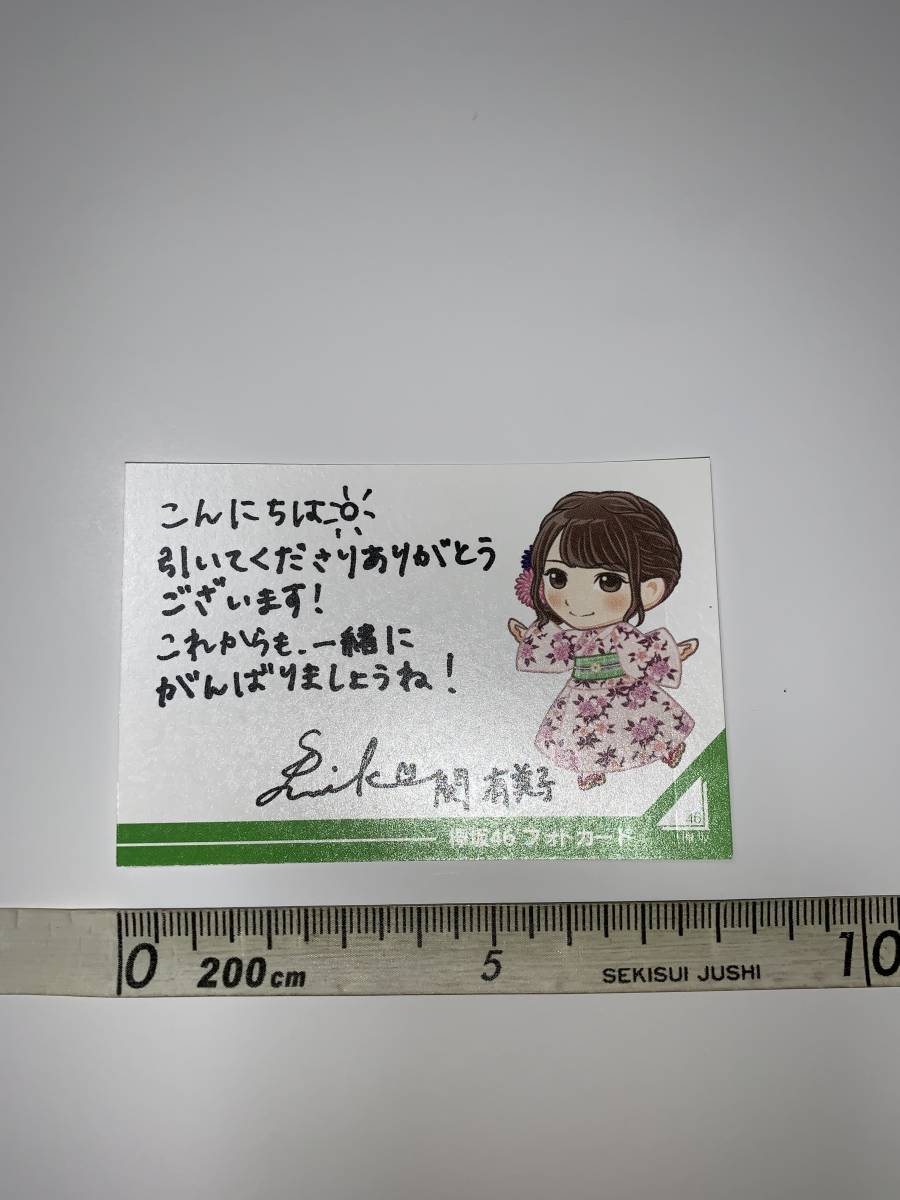 こんにちは
引いてくださりありがとう
ございます!
これからも、一緒に
がんばりましょうね!
関 有美子
欅坂46 フォトカード
46
0 200cm 5 SEKISUI JUSHI 10